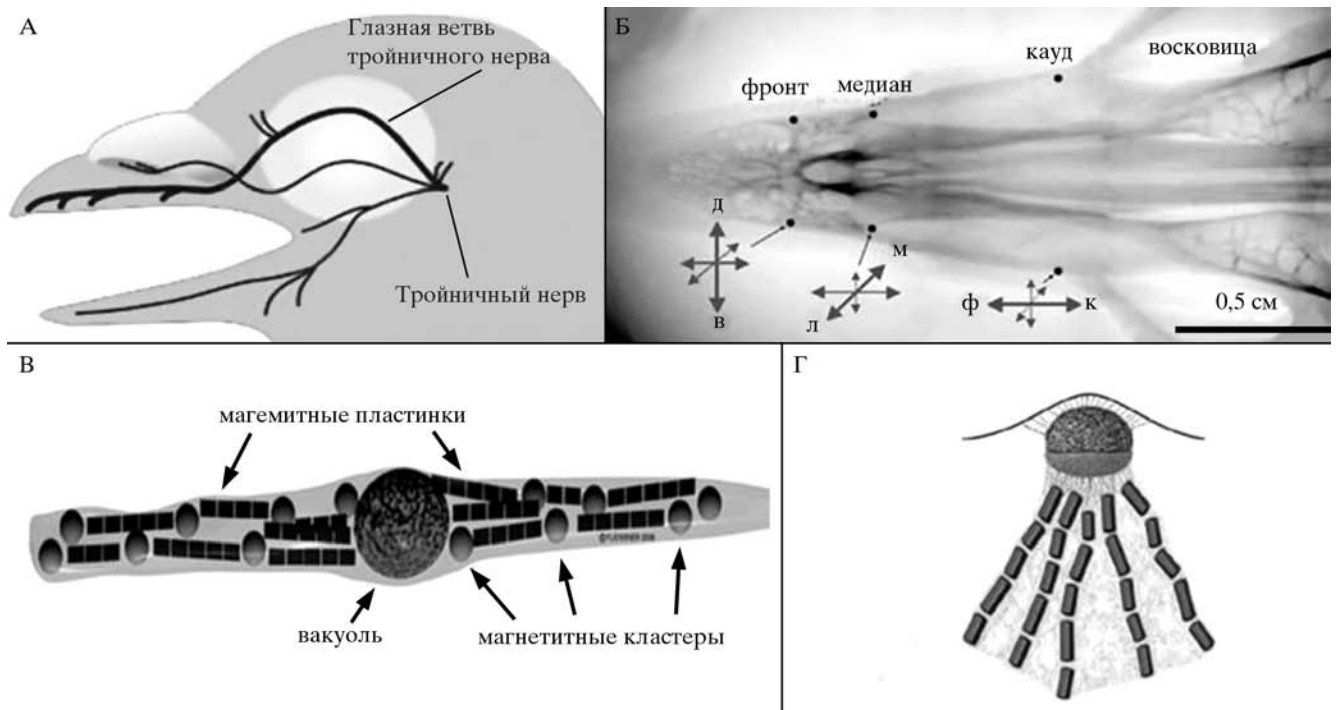 А
Глазная ветвь
тройничного нерва
Тройничный нерв
Б
фронт
медиан
кауд
восковица
д
в
м
л
ф
к
0,5 см
В
магемитные пластинки
вакуоль
магнетитные кластеры
Г